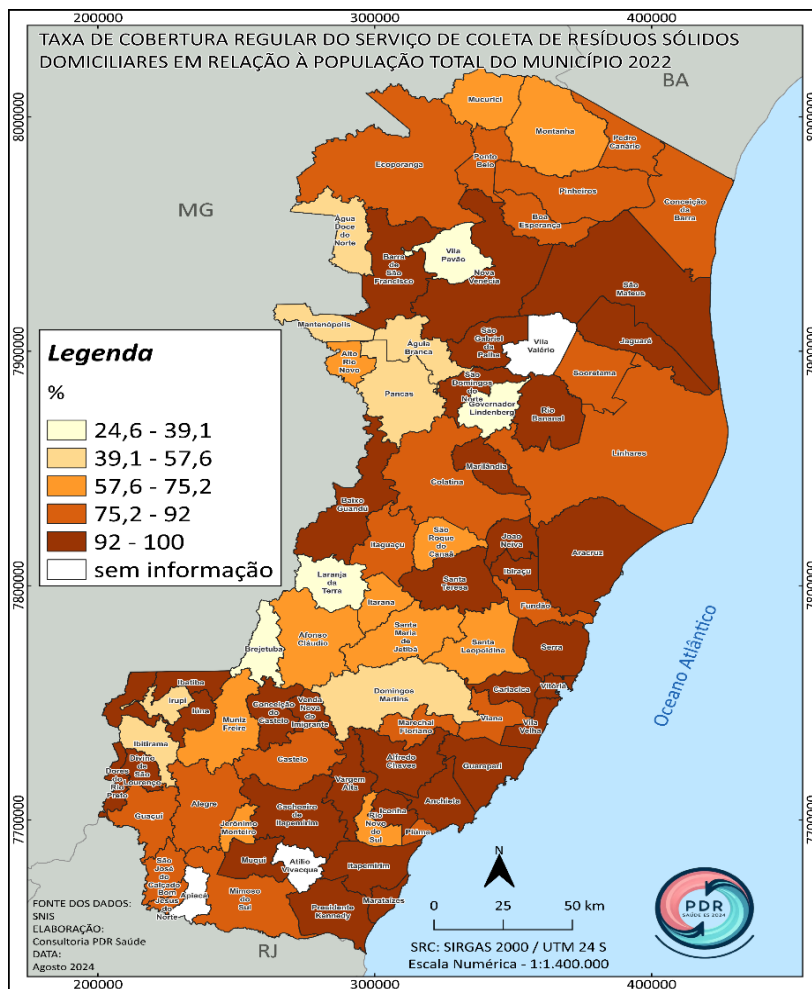 200000
300000
400000
TAXA DE COBERTURA REGULAR DO SERVIÇO DE COLETA DE RESÍDUOS SÓLIDOS
DOMICILIARES EM RELAÇÃO À POPULAÇÃO TOTAL DO MUNICÍPIO 2022
BA
8000000
8000000
Mucurici
Montanha
Pedro
Canário
Ecoporanga
Ponto
Belo
Pinheiros
Conceição
da
Barra
MG
Água
Doce do
Norte
Boa
Esperança
Vila
Pavão
Barra
de São
Francisco
Nova
Venécia
São
Mateus
Mantenópolis
Águia
Branca
São
Gabriel
da Palha
Vila
Valério
Jaguaré
7900000
7900000
Alto
Rio
Novo
Pancas
São
Domingos
do Norte
Governador
Lindenberg
Sooretama
Rio
Bananal
Linhares
Legenda
%
24,6 - 39,1
39,1 - 57,6
57,6 - 75,2
75,2 - 92
92 - 100
sem informação
Marilândia
Colatina
Baixo
Guandu
São
Roque do
Canaã
Itaguaçu
João
Neiva
Aracruz
Ibiraçu
7800000
7800000
Laranja
da
Terra
Santa
Teresa
Itarana
Fundão
Afonso
Cláudio
Santa
Maria de
Jetibá
Santa
Leopoldina
Serra
Brejetuba
Oceano Atlântico
Ibatiba
Irupi
Iúna
Muniz
Freire
Conceição
do
Castelo
Venda
Nova do
Imigrante
Domingos
Martins
Cariacica
Vitória
Viana
Vila
Velha
Marechal
Floriano
Ibitirama
Divino
de São
Lourenço
Dores
do Rio
Preto
Castelo
Alfredo
Chaves
Guarapari
Vargem
Alta
Anchieta
7700000
7700000
Guaçuí
Alegre
Jerônimo
Monteiro
Cachoeiro
de
Itapemirim
Iconha
Rio
Novo
do Sul
Piúma
São
José do
Calçado
Bom
Jesus
do
Norte
Apiacá
Muqui
Atílio
Vivacqua
Itapemirim
Mimoso
do Sul
Presidente
Kennedy
Marataízes
N
0 25 50 km
SRC: SIRGAS 2000 / UTM 24 S
Escala Numérica - 1:1.400.000
PDR
SAÚDE ES 2024
FONTE DOS DADOS:
SNIS
ELABORAÇÃO:
Consultoria PDR Saúde
DATA:
Agosto 2024
RJ
200000
300000
400000